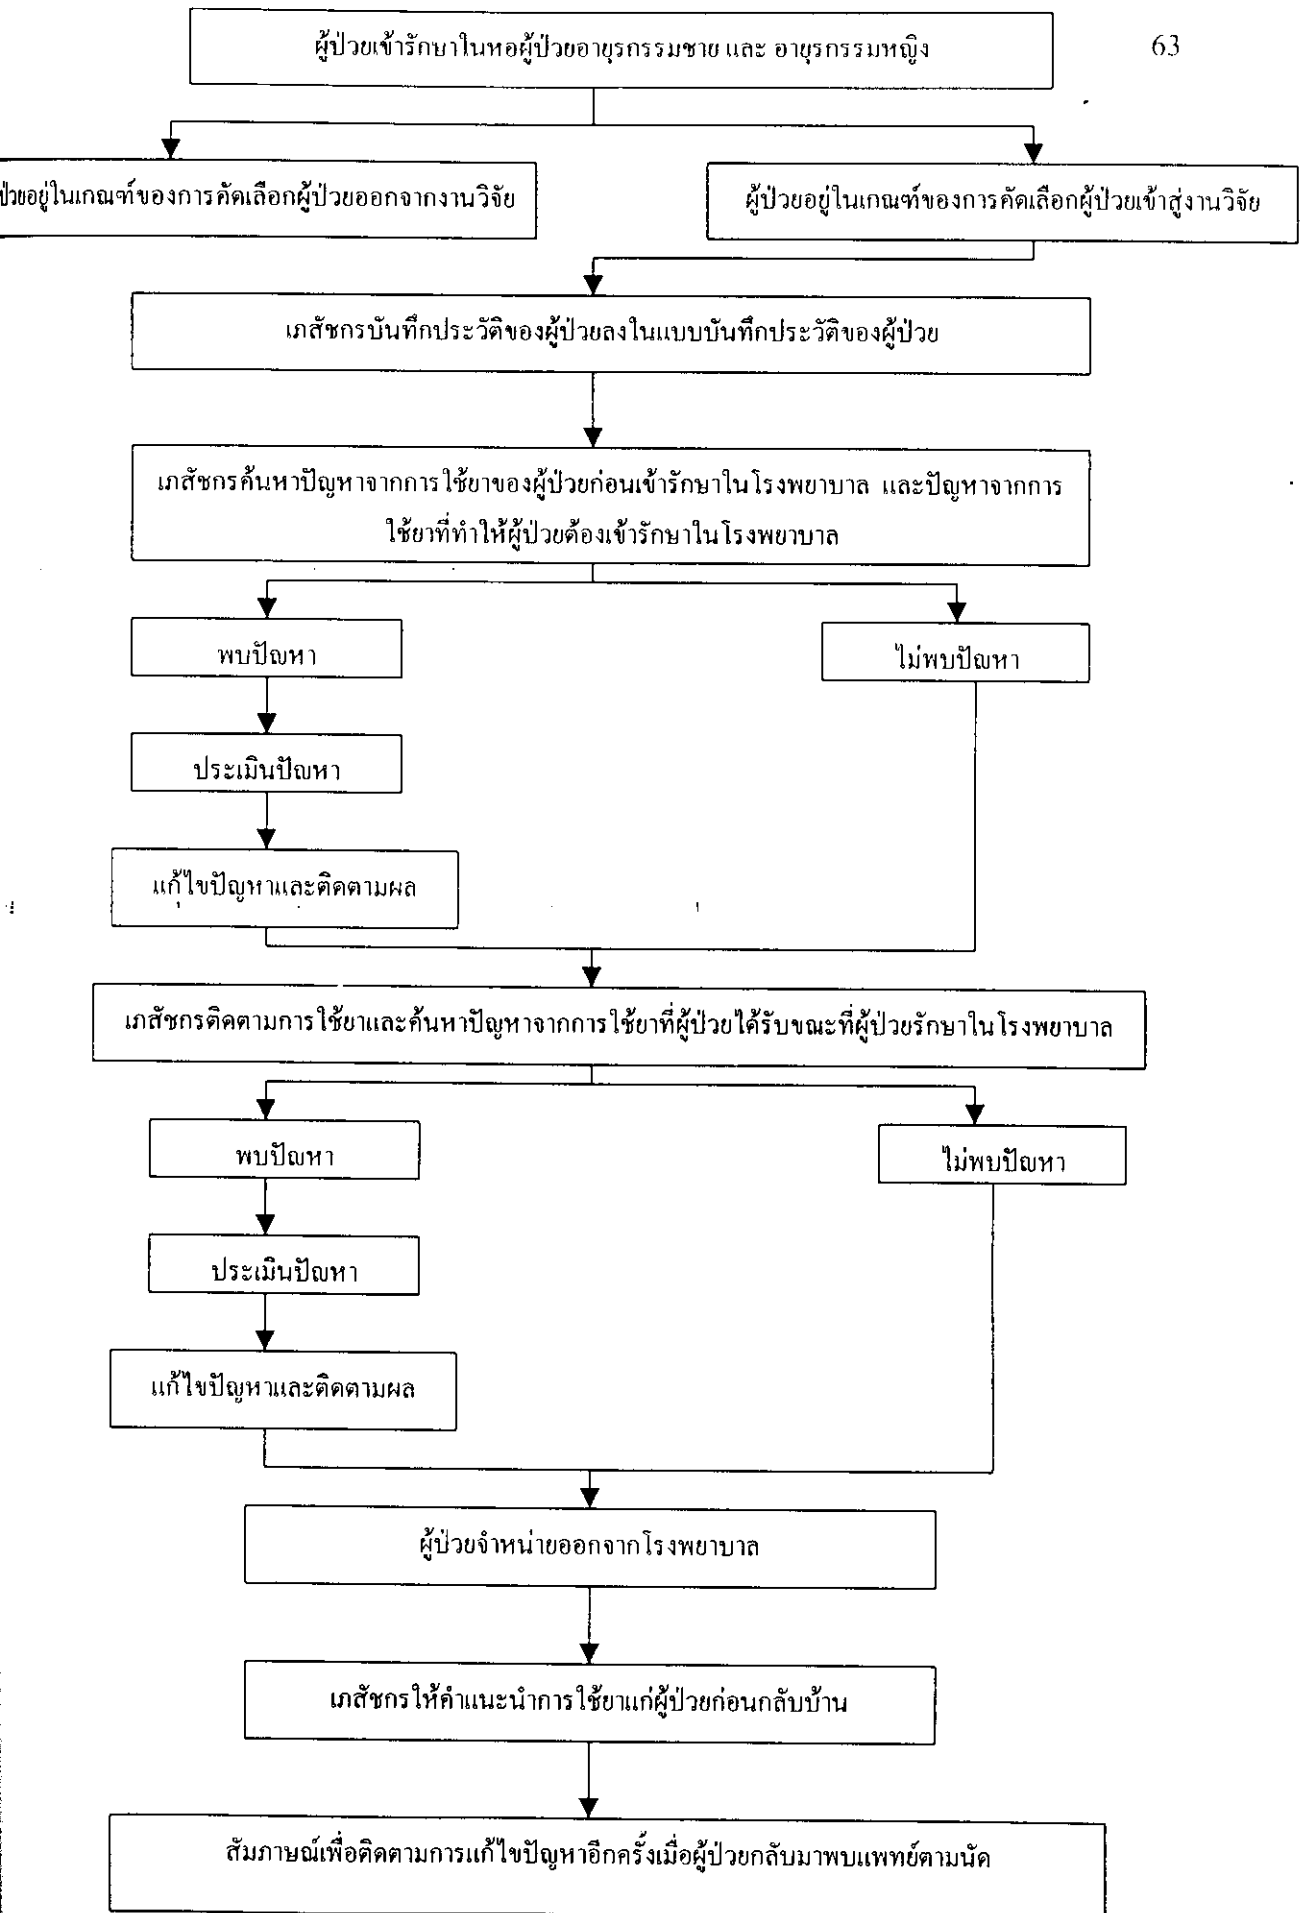 63
ผู้ป่วยเข้ารักษาในหอผู้ป่วยอายุรกรรมชาย และ อายุรกรรมหญิง
ป่วยอยู่ในเกณฑ์ของการคัดเลือกผู้ป่วยออกจากงานวิจัย
ผู้ป่วยอยู่ในเกณฑ์ของการคัดเลือกผู้ป่วยเข้าสู่งานวิจัย
เภสัชกรบันทึกประวัติของผู้ป่วยลงในแบบบันทึกประวัติของผู้ป่วย
เภสัชกรค้นหาปัญหาจากการใช้ยาของผู้ป่วยก่อนเข้ารักษาในโรงพยาบาล และปัญหาจากการ
ใช้ยาที่ทำให้ผู้ป่วยต้องเข้ารักษาในโรงพยาบาล
พบปัญหา
ไม่พบปัญหา
ประเมินปัญหา
แก้ไขปัญหาและติดตามผล
เภสัชกรติดตามการใช้ยาและค้นหาปัญหาจากการใช้ยาที่ผู้ป่วยได้รับขณะที่ผู้ป่วยรักษาในโรงพยาบาล
พบปัญหา
ไม่พบปัญหา
ประเมินปัญหา
แก้ไขปัญหาและติดตามผล
ผู้ป่วยจำหน่ายออกจากโรงพยาบาล
เภสัชกรให้คำแนะนำการใช้ยาแก่ผู้ป่วยก่อนกลับบ้าน
สัมภาษณ์เพื่อติดตามการแก้ไขปัญหาอีกครั้งเมื่อผู้ป่วยกลับมาพบแพทย์ตามนัด